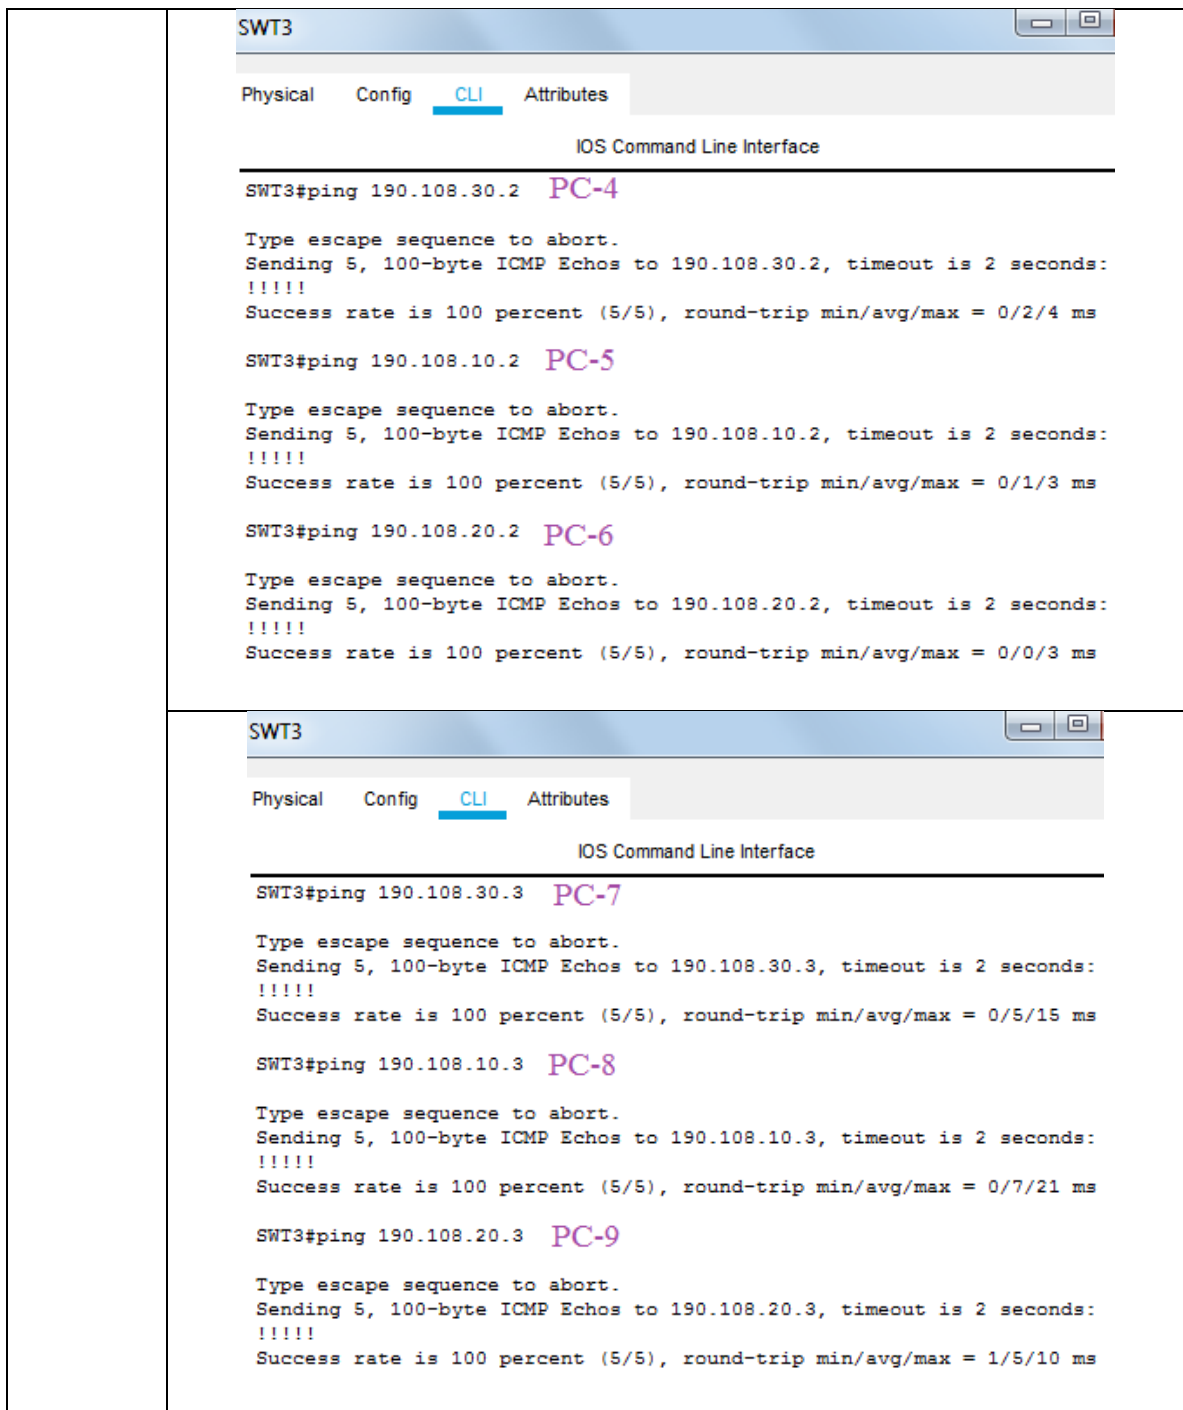 SWT3
Physical Config CLI Attributes
IOS Command Line Interface
SWT3#ping 190.108.30.2 PC-4
Type escape sequence to abort.
Sending 5, 100-byte ICMP Echos to 190.108.30.2, timeout is 2 seconds:
!!!!!
Success rate is 100 percent (5/5), round-trip min/avg/max = 0/2/4 ms
SWT3#ping 190.108.10.2 PC-5
Type escape sequence to abort.
Sending 5, 100-byte ICMP Echos to 190.108.10.2, timeout is 2 seconds:
!!!!!
Success rate is 100 percent (5/5), round-trip min/avg/max = 0/1/3 ms
SWT3#ping 190.108.20.2 PC-6
Type escape sequence to abort.
Sending 5, 100-byte ICMP Echos to 190.108.20.2, timeout is 2 seconds:
!!!!!
Success rate is 100 percent (5/5), round-trip min/avg/max = 0/0/3 ms
SWT3
Physical Config CLI Attributes
IOS Command Line Interface
SWT3#ping 190.108.30.3 PC-7
Type escape sequence to abort.
Sending 5, 100-byte ICMP Echos to 190.108.30.3, timeout is 2 seconds:
!!!!!
Success rate is 100 percent (5/5), round-trip min/avg/max = 0/5/15 ms
SWT3#ping 190.108.10.3 PC-8
Type escape sequence to abort.
Sending 5, 100-byte ICMP Echos to 190.108.10.3, timeout is 2 seconds:
!!!!!
Success rate is 100 percent (5/5), round-trip min/avg/max = 0/7/21 ms
SWT3#ping 190.108.20.3 PC-9
Type escape sequence to abort.
Sending 5, 100-byte ICMP Echos to 190.108.20.3, timeout is 2 seconds:
!!!!!
Success rate is 100 percent (5/5), round-trip min/avg/max = 1/5/10 ms